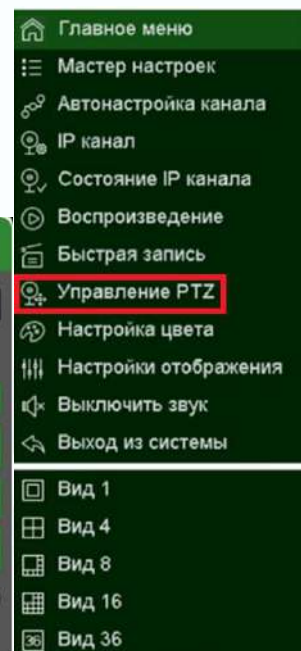 Главное меню
Мастер настроек
Автонастройка канала
IP канал
Состояние IP канала
Воспроизведение
Быстрая запись
Управление PTZ
Настройка цвета
Настройки отображения
Выключить звук
Выход из системы
Вид 1
Вид 4
Вид 8
Вид 16
36 Вид 36